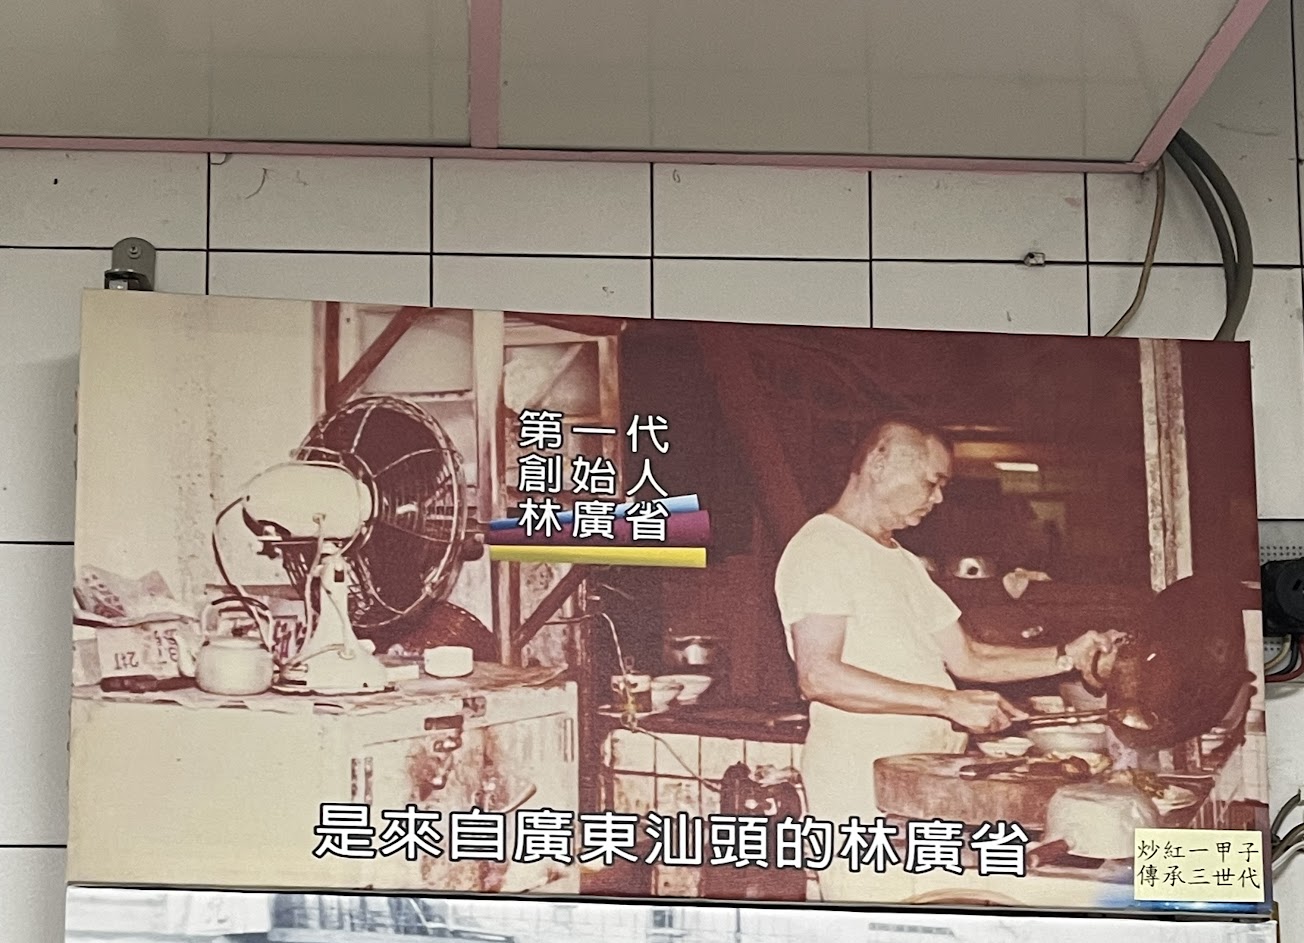 第一代
創始人
林廣省
是來自廣東汕頭的林廣省
炒紅一甲子
傳承三世代